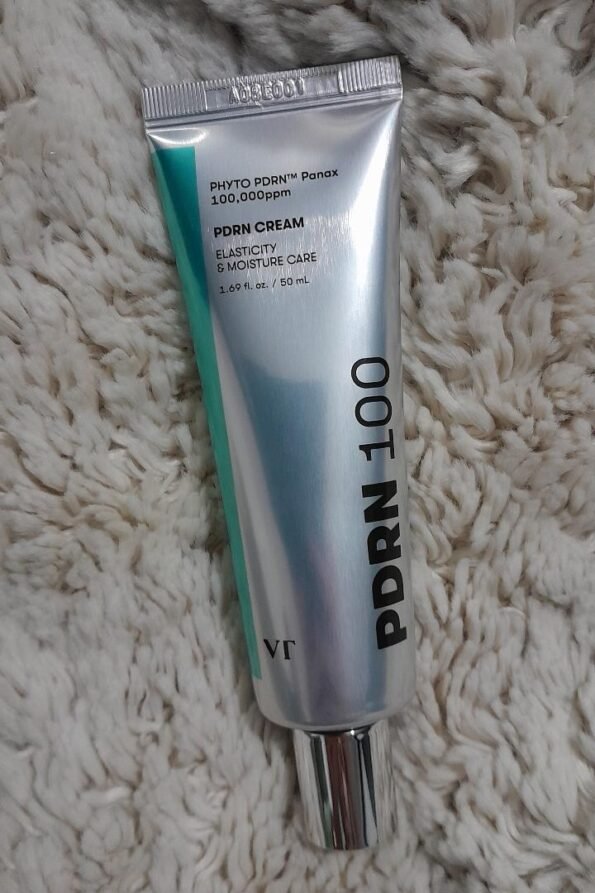 PHYTO PDRN™ Panax
100,000ppm
PDRN CREAM
ELASTICITY
& MOISTURE CARE
1.69 fl. oz. / 50 mL
PDRN 100
VT